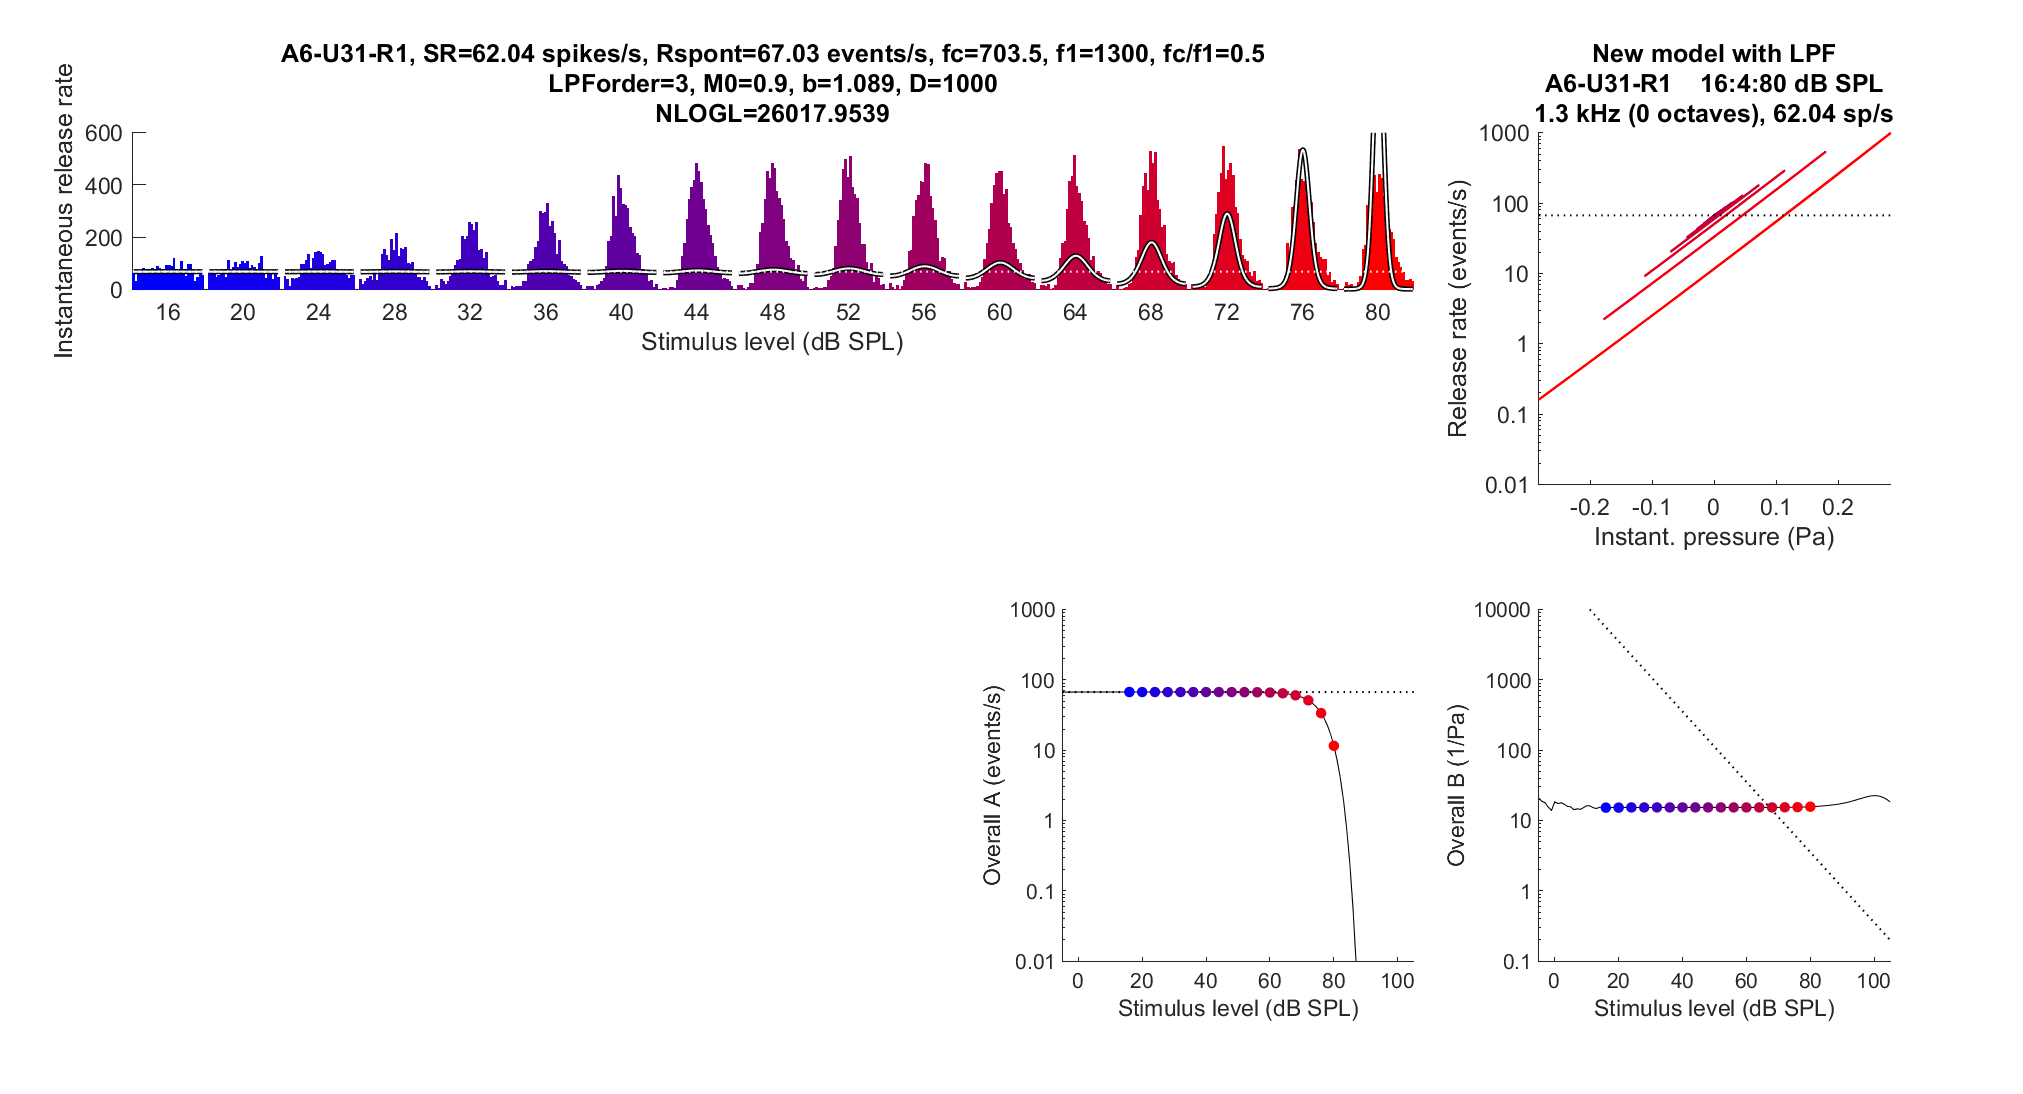 A6-U31-R1, SR=62.04 spikes/s, Rspont=67.03 events/s, fc=703.5, f1=1300, fc/f1=0.5
LPForder=3, M0=0.9, b=1.089, D=1000
NLOGL=26017.9539
Instantaneous release rate
600
400
200
0
16 20 24 28 32 36 40 44 48 52 56 60 64 68 72 76 80
Stimulus level (dB SPL)
New model with LPF
A6-U31-R1 16:4:80 dB SPL
1.3 kHz (0 octaves), 62.04 sp/s
Release rate (events/s)
1000
100
10
1
0.1
0.01
-0.2 -0.1 0 0.1 0.2
Instant. pressure (Pa)
Overall A (events/s)
1000
100
10
1
0.1
0.01
0 20 40 60 80 100
Stimulus level (dB SPL)
Overall B (1/Pa)
10000
1000
100
10
1
0.1
0 20 40 60 80 100
Stimulus level (dB SPL)